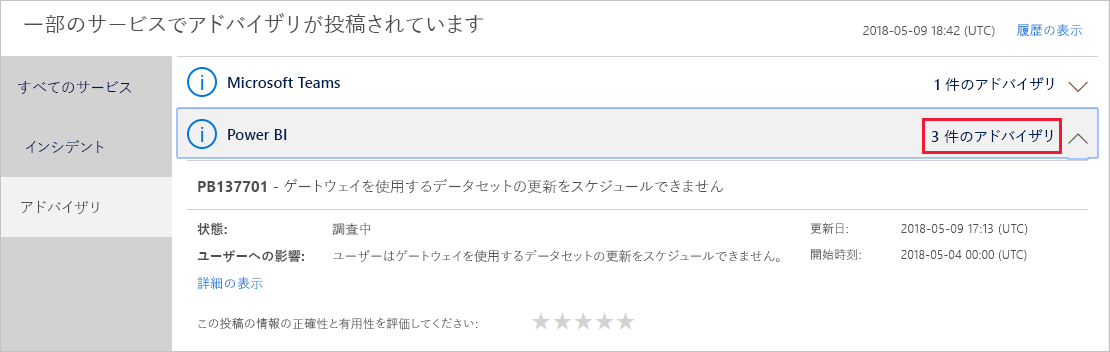 一部のサービスでアドバイザリが投稿されています
2018-05-09 18:42 (UTC) 履歴の表示
すべてのサービス
インシデント
アドバイザリ
Microsoft Teams 1 件のアドバイザリ
Power BI 3 件のアドバイザリ
PB137701 - ゲートウェイを使用するデータセットの更新をスケジュールできません
状態: 調査中 更新日: 2018-05-09 17:13 (UTC)
ユーザーへの影響: ユーザーはゲートウェイを使用するデータセットの更新をスケジュールできません。 開始時刻: 2018-05-04 00:00 (UTC)
詳細の表示
この投稿の情報の正確性と有用性を評価してください: